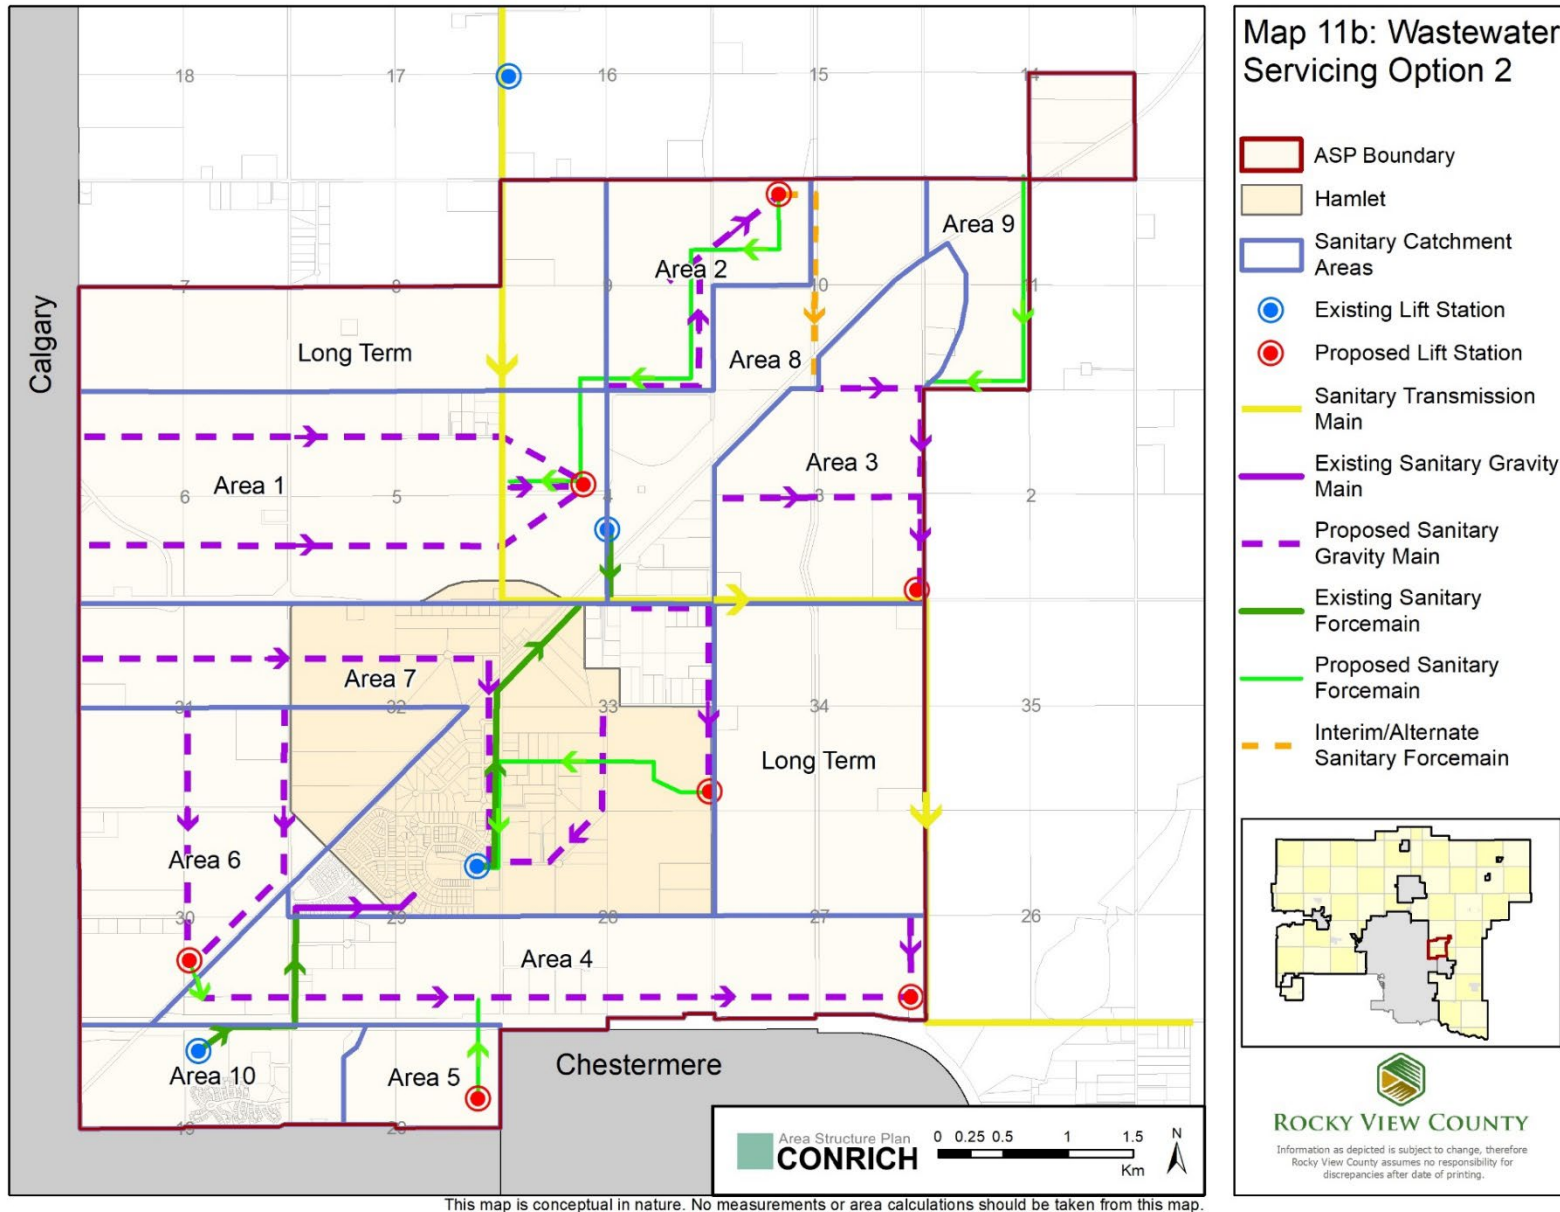 Map 11b: Wastewater
Servicing Option 2
ASP Boundary
Hamlet
Sanitary Catchment
Areas
Existing Lift Station
Proposed Lift Station
Sanitary Transmission
Main
Existing Sanitary Gravity
Main
Proposed Sanitary
Gravity Main
Existing Sanitary
Forcemain
Proposed Sanitary
Forcemain
Interim/Alternate
Sanitary Forcemain
ROCKY VIEW COUNTY
Information as depicted is subject to change, therefore
Rocky View County assumes no responsibility for
discrepancies after date of printing.
18 17 16 15 14
Area 9
Area 2
7 8 9 10 11
Calgary
Long Term
Area 8
Area 3
Area 1
6 5 4 3 2
Area 7
31 32 33 34 35
Long Term
Area 6
30 29 28 27 26
Area 4
Chestermere
Area 10
Area 5
19 20
Area Structure Plan
CONRICH
0 0.25 0.5 1 1.5
Km
N
This map is conceptual in nature. No measurements or area calculations should be taken from this map.